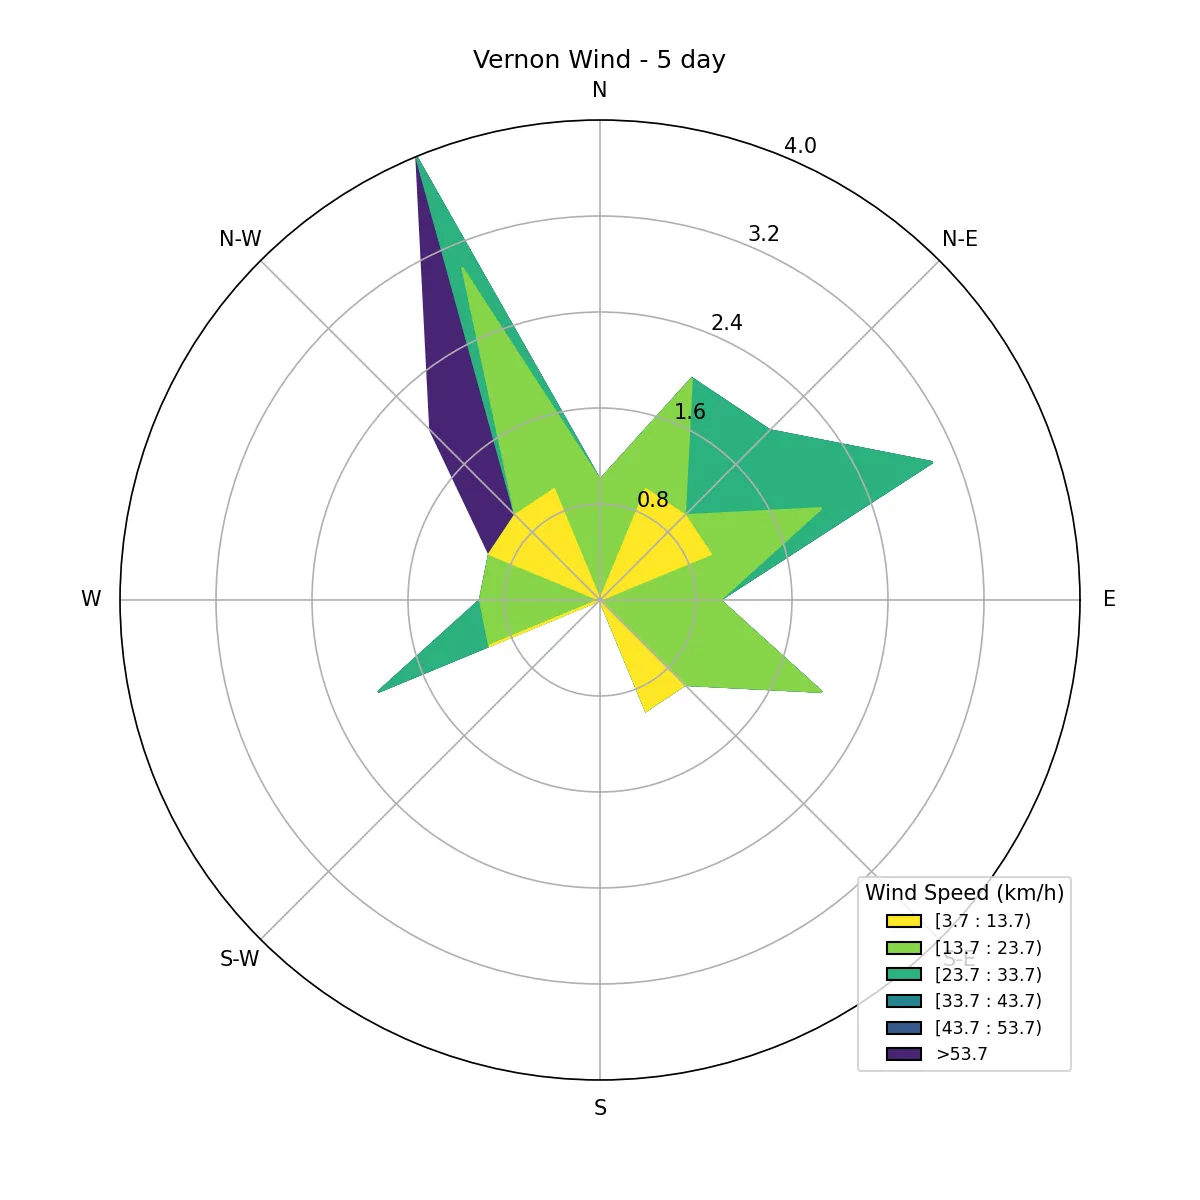 Vernon Wind - 5 day
N
4.0
N-W
3.2
N-E
2.4
1.6
0.8
W
E
Wind Speed (km/h)
[3.7 : 13.7)
[13.7 : 23.7)
S-W
S-E
[23.7 : 33.7)
[33.7 : 43.7)
[43.7 : 53.7)
>53.7
S